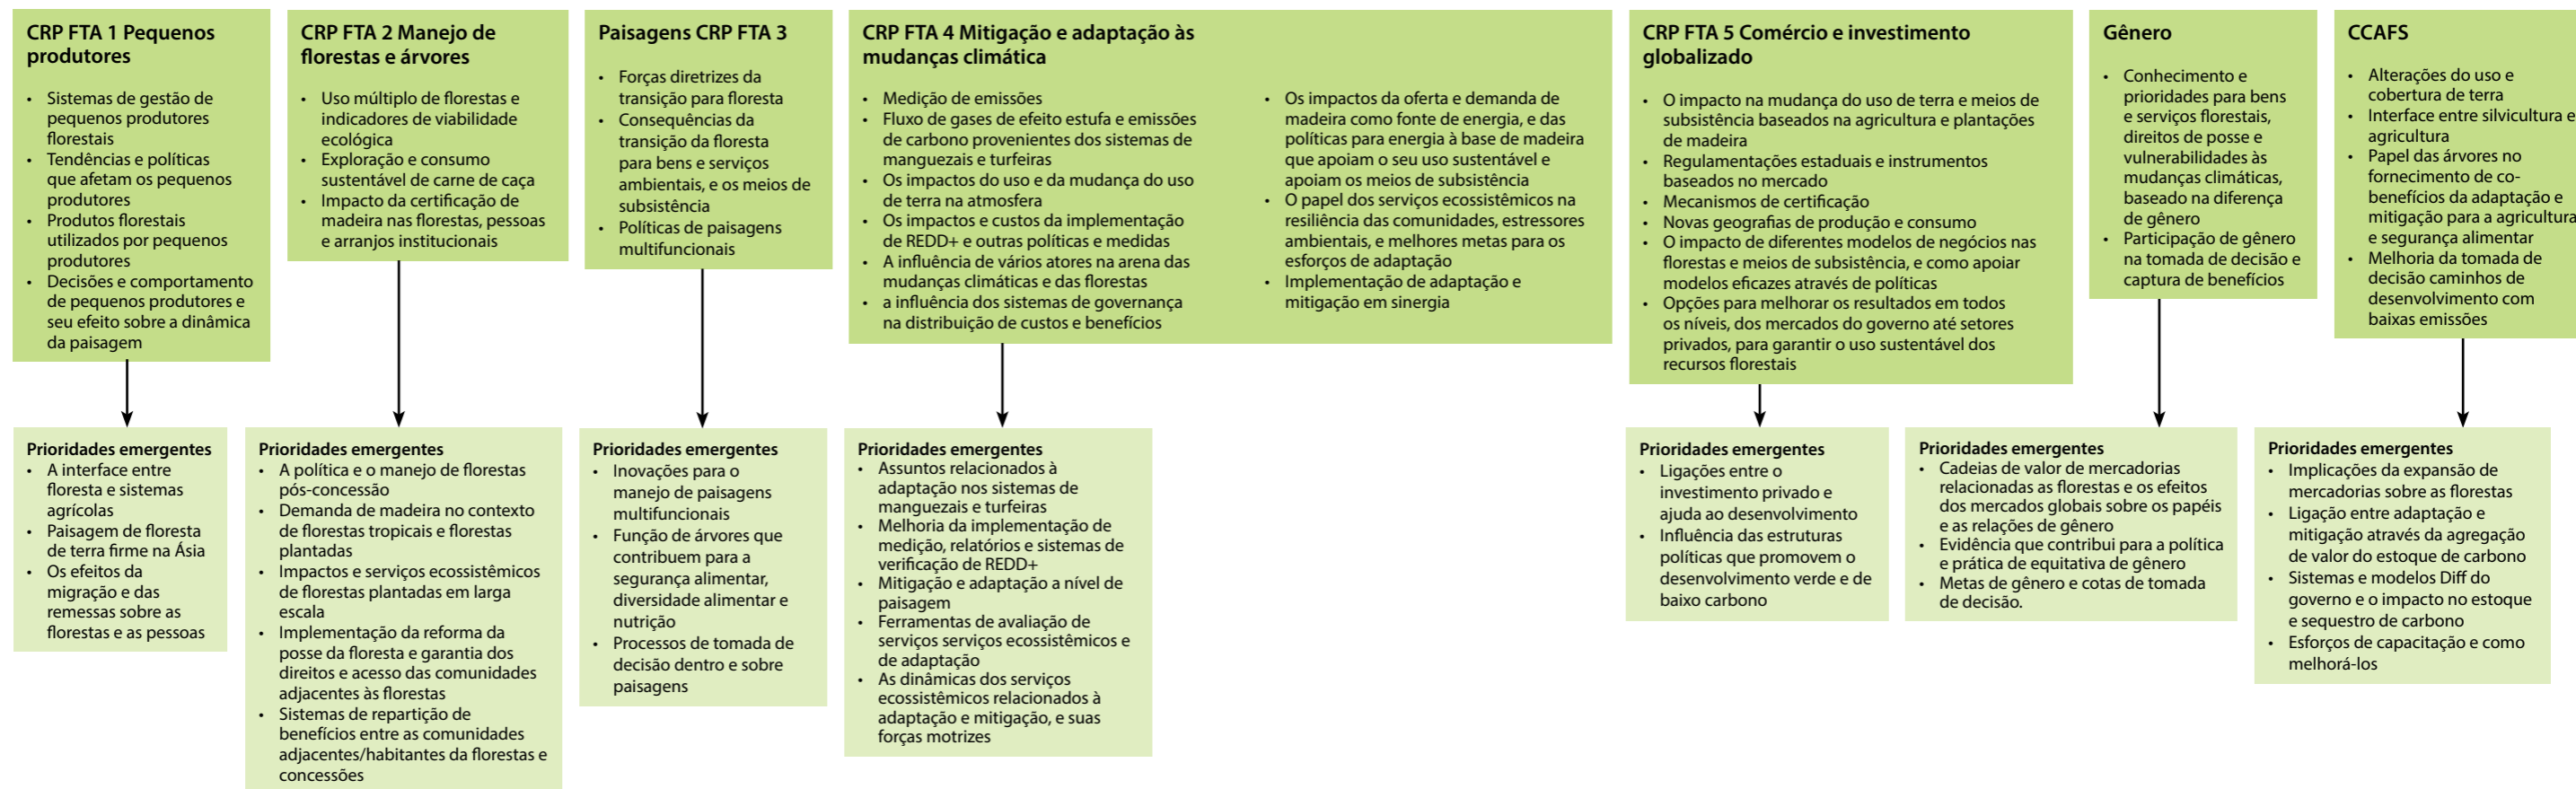 CRP FTA 1 Pequenos
produtores
• Sistemas de gestão de
pequenos produtores
florestais
• Tendências e políticas
que afetam os pequenos
produtores
• Produtos florestais
utilizados por pequenos
produtores
• Decisões e comportamento
de pequenos produtores e
seu efeito sobre a dinâmica
da paisagem
CRP FTA 2 Manejo de
florestas e árvores
• Uso múltiplo de florestas e
indicadores de viabilidade
ecológica
• Exploração e consumo
sustentável de carne de caça
• Impacto da certificação de
madeira nas florestas, pessoas
e arranjos institucionais
Paisagens CRP FTA 3
• Forças diretrizes da
transição para floresta
• Consequências da
transição da floresta
para bens e serviços
ambientais, e os meios de
subsistência
• Políticas de paisagens
multifuncionais
CRP FTA 4 Mitigação e adaptação às
mudanças climática
• Medição de emissões
• Fluxo de gases de efeito estufa e emissões
de carbono provenientes dos sistemas de
manguezais e turfeiras
• Os impactos do uso e da mudança do uso
de terra na atmosfera
• Os impactos e custos da implementação
de REDD+ e outras políticas e medidas
• A influência de vários atores na arena das
mudanças climáticas e das florestas
• a influência dos sistemas de governança
na distribuição de custos e benefícios
• Os impactos da oferta e demanda de
madeira como fonte de energia, e das
políticas para energia à base de madeira
que apoiam o seu uso sustentável e
apoiam os meios de subsistência
• O papel dos serviços ecossistêmicos na
resiliência das comunidades, estressores
ambientais, e melhores metas para os
esforços de adaptação
• Implementação de adaptação e
mitigação em sinergia
CRP FTA 5 Comércio e investimento
globalizado
• O impacto na mudança do uso de terra e meios de
subsistência baseados na agricultura e plantações
de madeira
• Regulamentações estaduais e instrumentos
baseados no mercado
• Mecanismos de certificação
• Novas geografias de produção e consumo
• O impacto de diferentes modelos de negócios nas
florestas e meios de subsistência, e como apoiar
modelos eficazes através de políticas
• Opções para melhorar os resultados em todos
os níveis, dos mercados do governo até setores
privados, para garantir o uso sustentável dos
recursos florestais
Gênero
• Conhecimento e
prioridades para bens
e serviços florestais,
direitos de posse e
vulnerabilidades às
mudanças climáticas,
baseado na diferença
de gênero
• Participação de gênero
na tomada de decisão e
captura de benefícios
CCAFS
• Alterações do uso e
cobertura de terra
• Interface entre silvicultura e
agricultura
• Papel das árvores no
fornecimento de co-
benefícios da adaptação e
mitigação para a agricultura
e segurança alimentar
• Melhoria da tomada de
decisão caminhos de
desenvolvimento com
baixas emissões
Prioridades emergentes
• A interface entre
floresta e sistemas
agrícolas
• Paisagem de floresta
de terra firme na Ásia
• Os efeitos da
migração e das
remessas sobre as
florestas e as pessoas
Prioridades emergentes
• A política e o manejo de florestas
pós-concessão
• Demanda de madeira no contexto
de florestas tropicais e florestas
plantadas
• Impactos e serviços ecossistêmicos
de florestas plantadas em larga
escala
• Implementação da reforma da
posse da floresta e garantia dos
direitos e acesso das comunidades
adjacentes às florestas
• Sistemas de repartição de
benefícios entre as comunidades
adjacentes/habitantes da florestas e
concessões
Prioridades emergentes
• Inovações para o
manejo de paisagens
multifuncionais
• Função de árvores que
contribuem para a
segurança alimentar,
diversidade alimentar e
nutrição
• Processos de tomada de
decisão dentro e sobre
paisagens
Prioridades emergentes
• Assuntos relacionados à
adaptação nos sistemas de
manguezais e turfeiras
• Melhoria da implementação de
medição, relatórios e sistemas de
verificação de REDD+
• Mitigação e adaptação a nível de
paisagem
• Ferramentas de avaliação de
serviços serviços ecossistêmicos e
de adaptação
• As dinâmicas dos serviços
ecossistêmicos relacionados à
adaptação e mitigação, e suas
forças motrizes
Prioridades emergentes
• Ligações entre o
investimento privado e
ajuda ao desenvolvimento
• Influência das estruturas
políticas que promovem o
desenvolvimento verde e de
baixo carbono
Prioridades emergentes
• Cadeias de valor de mercadorias
relacionadas as florestas e os efeitos
dos mercados globais sobre os papéis
e as relações de gênero
• Evidência que contribui para a política
e prática de equitativa de gênero
• Metas de gênero e cotas de tomada
de decisão.
Prioridades emergentes
• Implicações da expansão de
mercadorias sobre as florestas
• Ligação entre adaptação e
mitigação através da agregação
de valor do estoque de carbono
• Sistemas e modelos Diff do
governo e o impacto no estoque
e sequestro de carbono
• Esforços de capacitação e como
melhorá-los